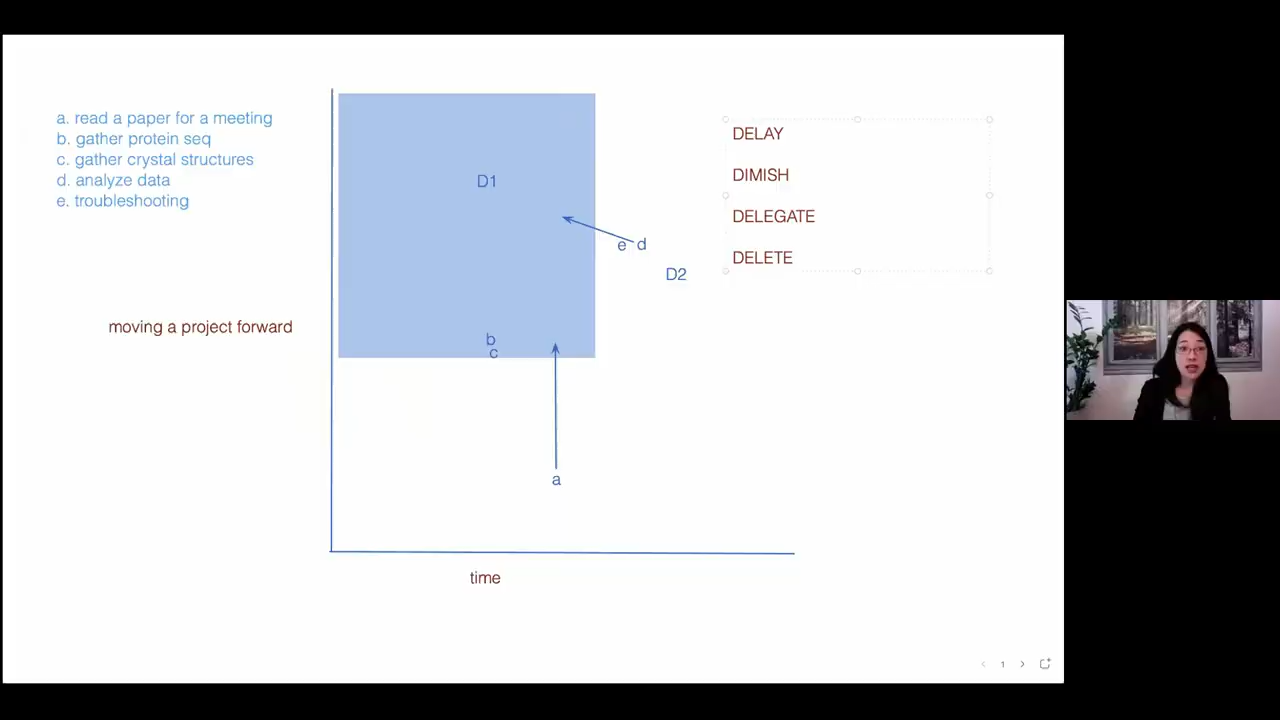 a. read a paper for a meeting
b. gather protein seq
c. gather crystal structures
d. analyze data
e. troubleshooting
DELAY
DIMISH
DELEGATE
DELETE
D1
e d
D2
moving a project forward
b
c
a
time
1